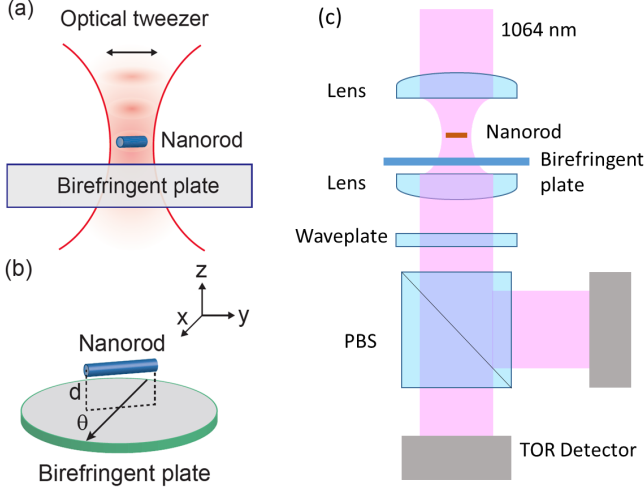 (a)
Optical tweezer
Nanorod
Birefringent plate
(b)
z
x
y
Nanorod
d
θ
Birefringent plate
(c)
1064 nm
Lens
Nanorod
Birefringent
plate
Lens
Waveplate
PBS
TOR Detector